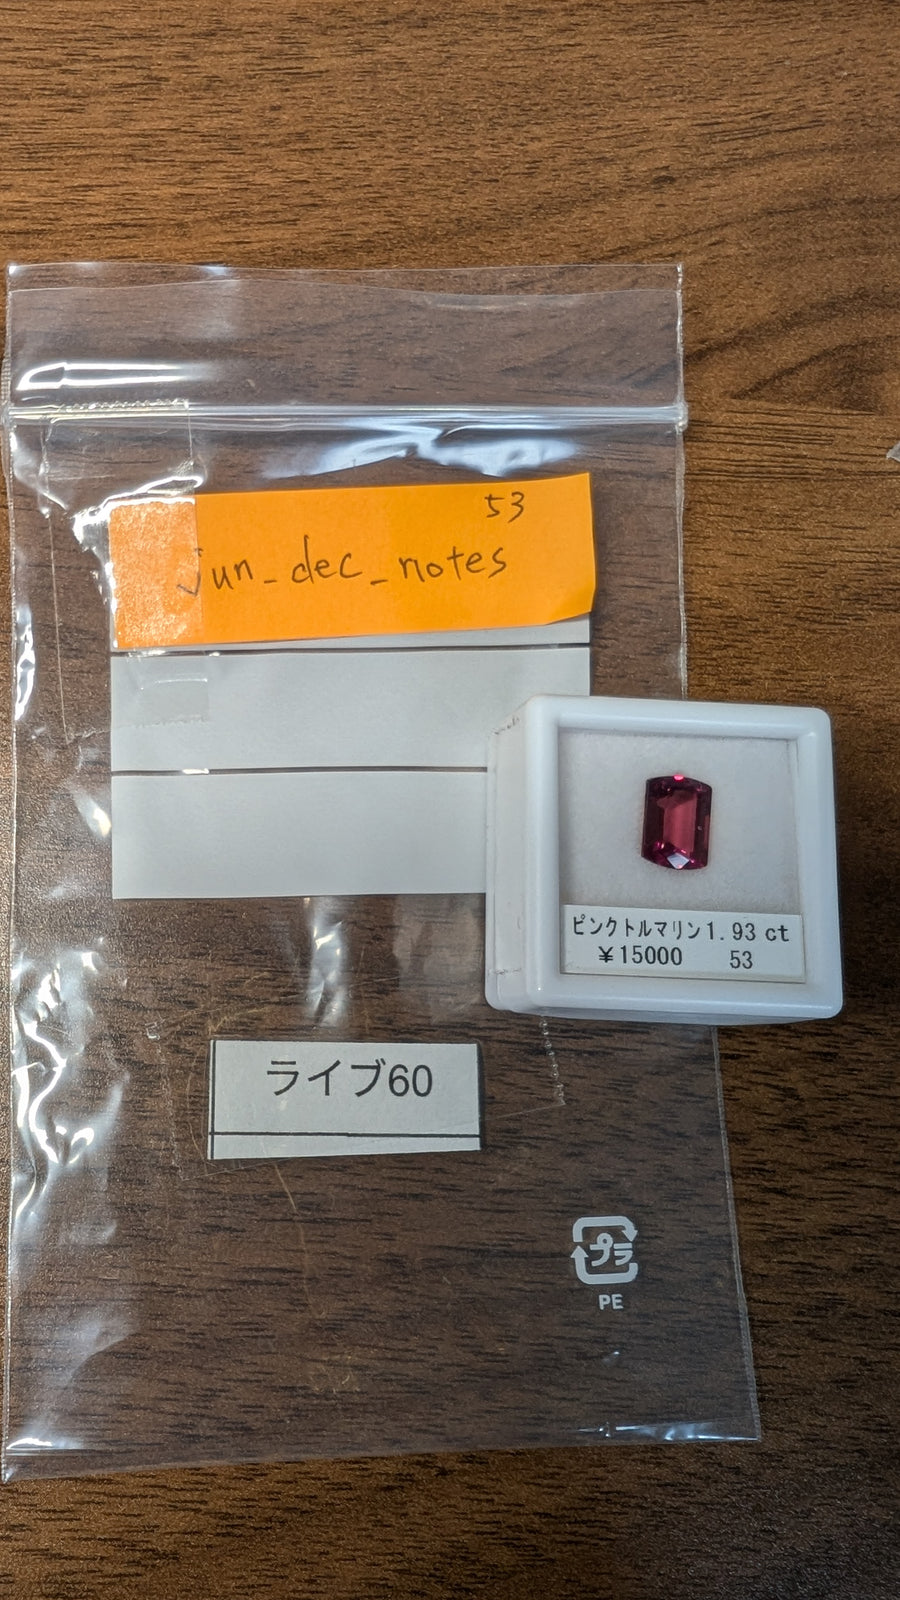 53
jun_dec_notes
ピンクトルマリン1.93 ct
¥15000 53
ライブ60
プラ
PE